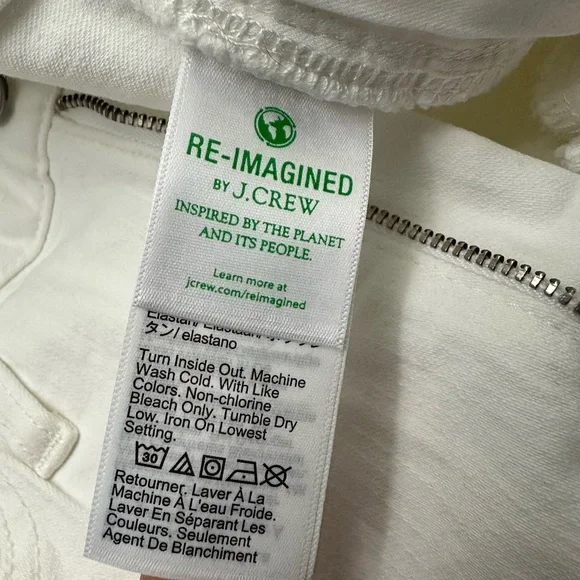 RE-IMAGINED
BY J.CREW
INSPIRED BY THE PLANET
AND ITS PEOPLE.
Learn more at
jcrew.com/reimagined
Elastan/ Elastaan/
タン/ elastano
Turn Inside Out. Machine
Wash Cold. With Like
Colors. Non-chlorine
Bleach Only. Tumble Dry
Low. Iron On Lowest
Setting.
30
Retourner. Laver À La
Machine À L'eau Froide.
Laver En Séparant Les
Couleurs. Seulement
Agent De Blanchiment